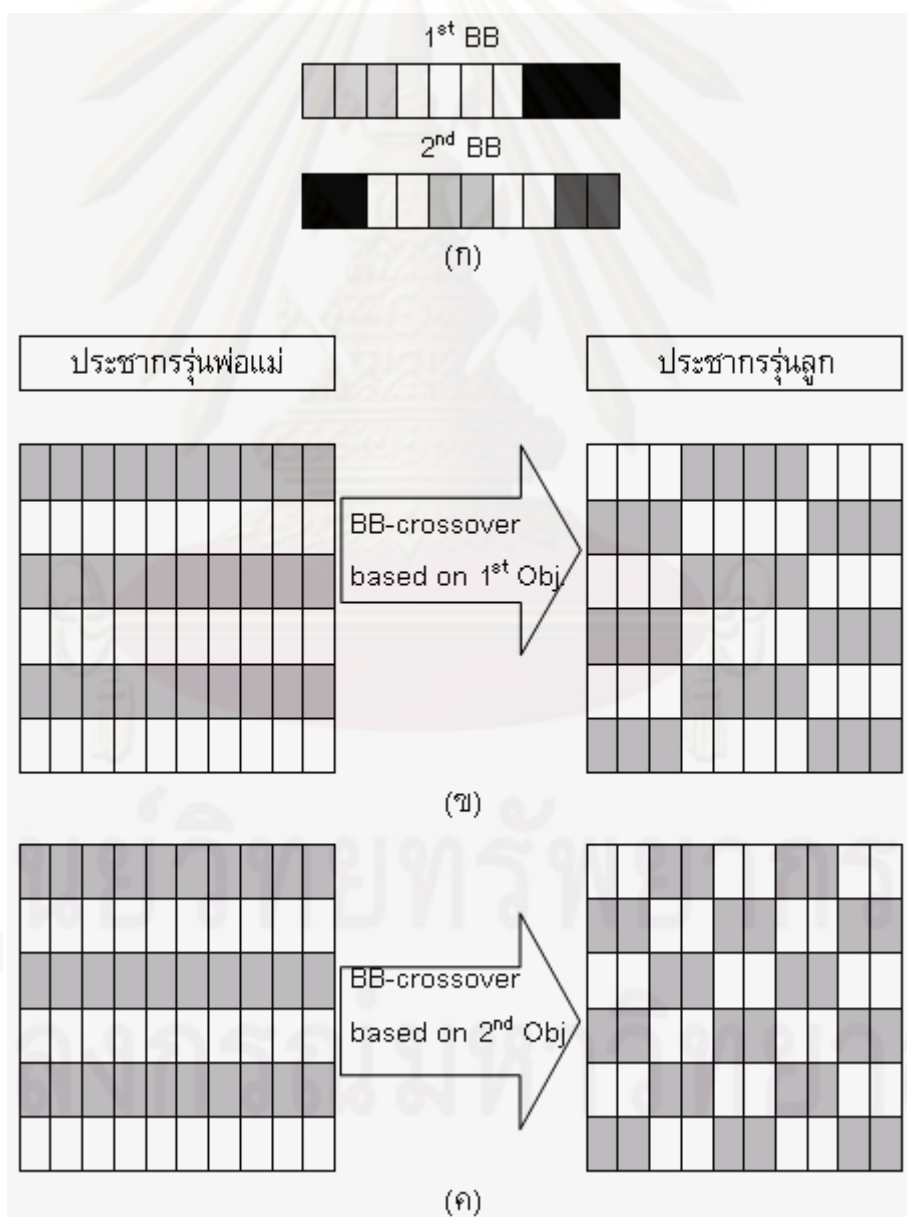 1st BB
2nd BB
(ก)
ประชากรรุ่นพ่อแม่
ประชากรรุ่นลูก
BB-crossover
based on 1st Obj.
(ข)
BB-crossover
based on 2nd Obj
(ค)